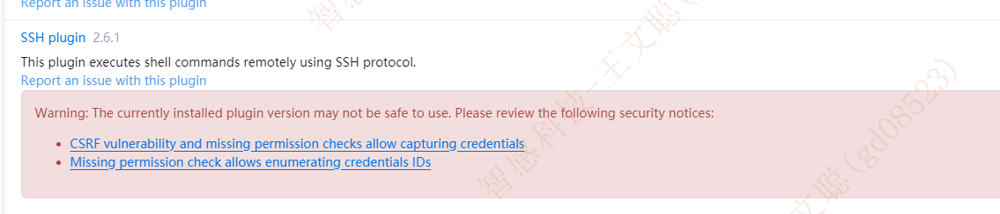 Report an issue with this plugin
SSH plugin 2.6.1
This plugin executes shell commands remotely using SSH protocol.
Report an issue with this plugin
Warning: The currently installed plugin version may not be safe to use. Please review the following security notices:
CSRF vulnerability and missing permission checks allow capturing credentials
Missing permission check allows enumerating credentials IDs
智感科技-王文聪(gd08523)